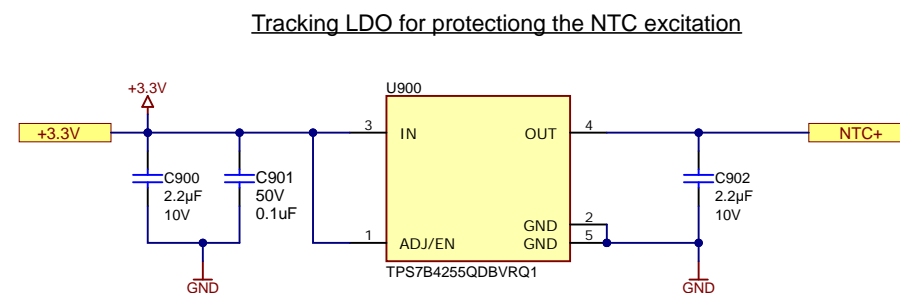 Tracking LDO for protectiong the NTC excitation
U900
+3.3V
+3.3V
3
IN
OUT
4
NTC+
C900
2.2µF
10V
C901
50V
0.1uF
C902
2.2µF
10V
GND
2
1
ADJ/EN
GND
5
TPS7B4255QDBVRQ1
GND
GND